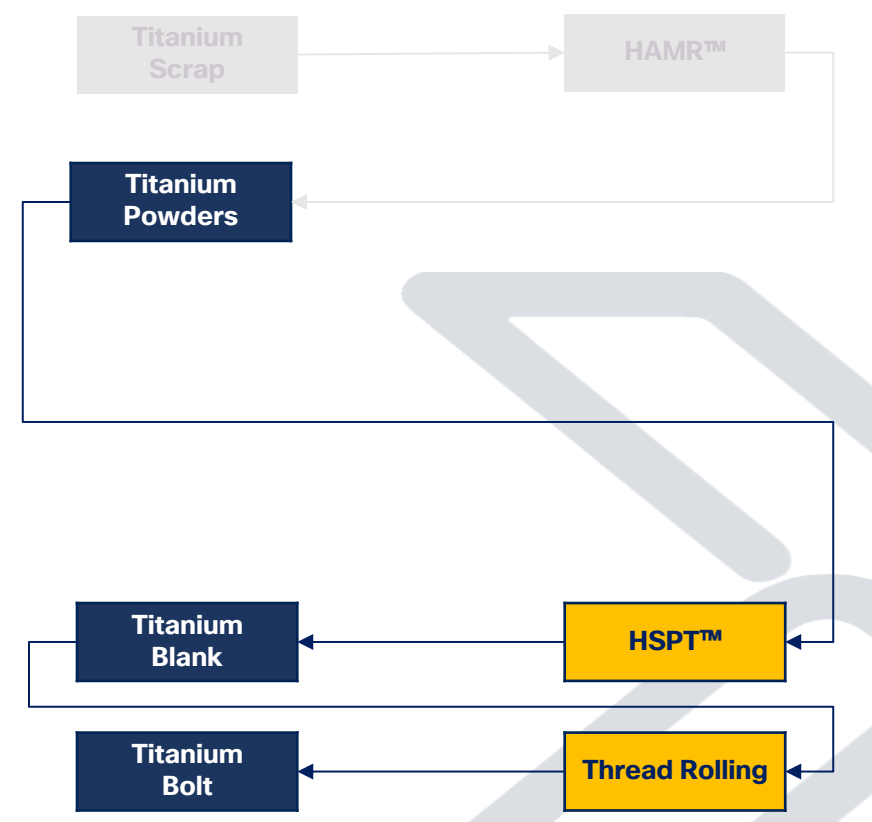 Titanium
Scrap
HAMR™
Titanium
Powders
Titanium
Blank
HSPT™
Titanium
Bolt
Thread Rolling